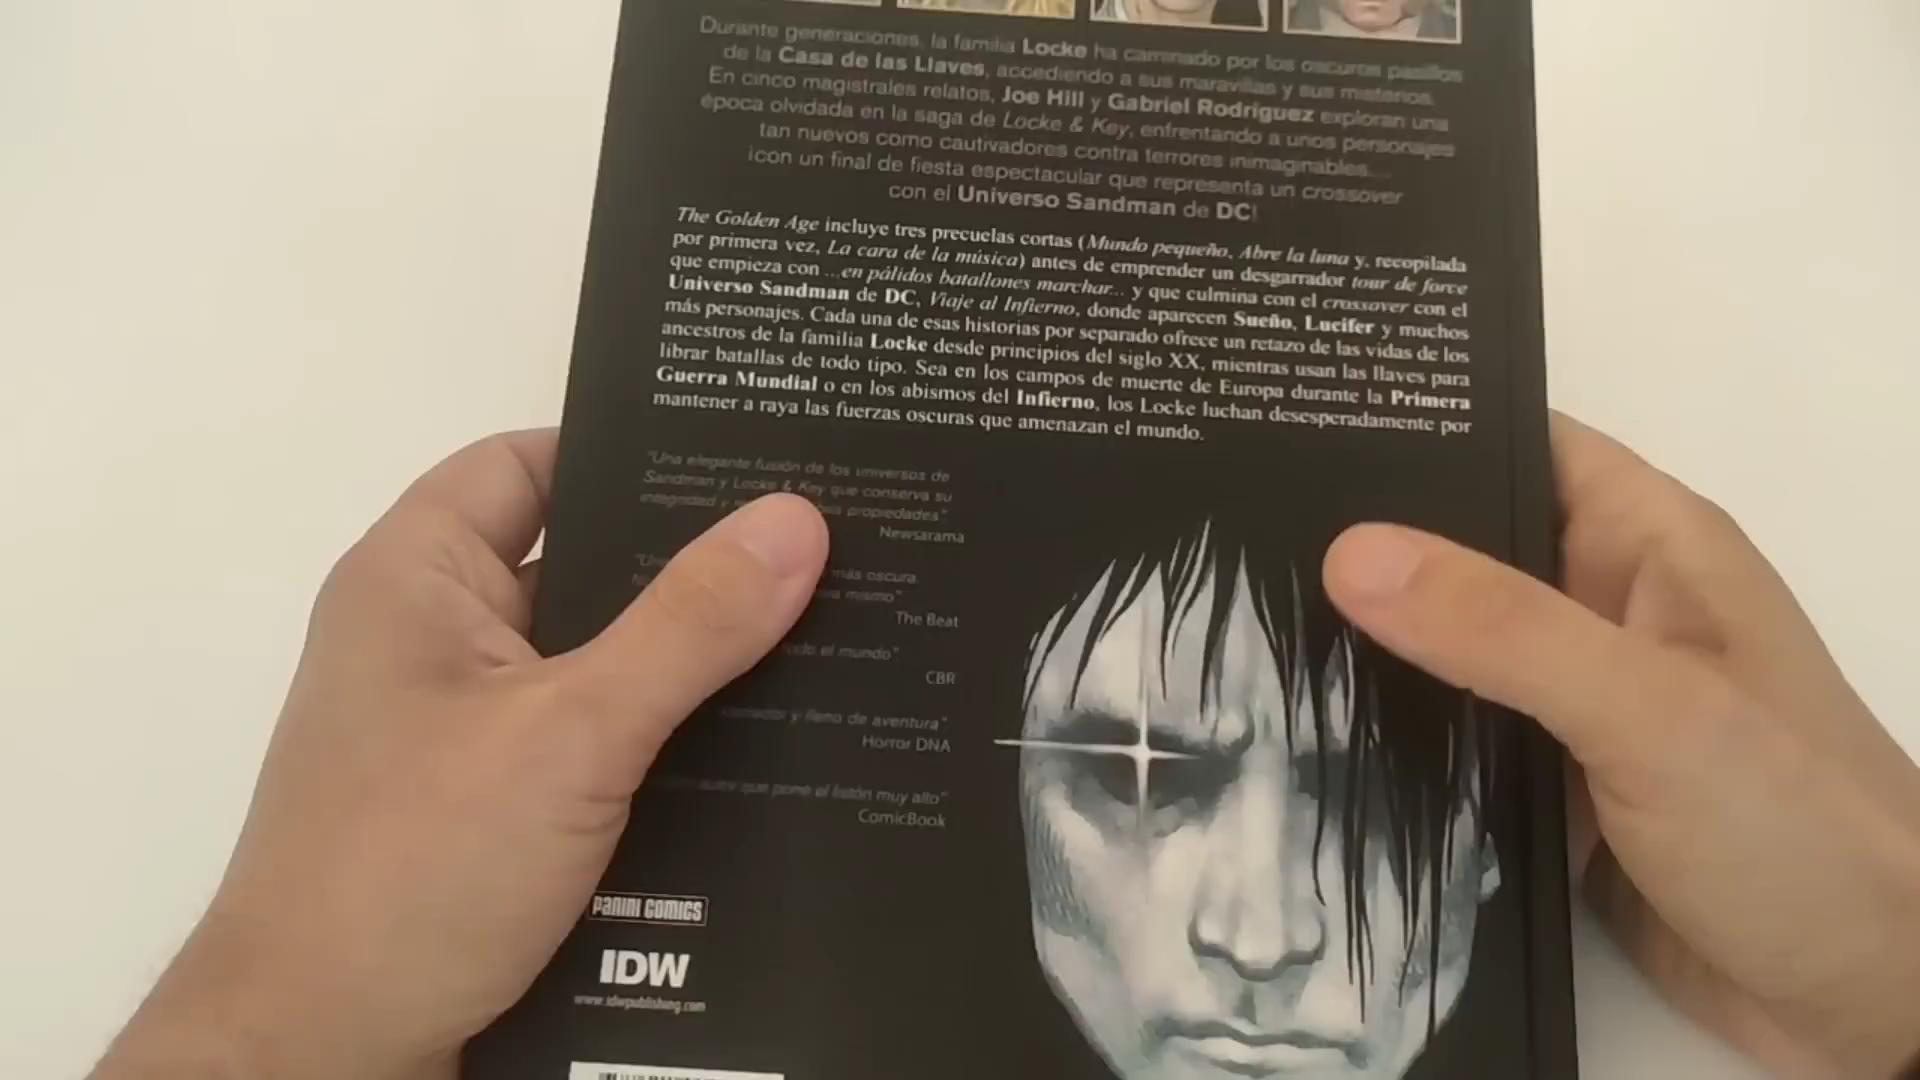 Durante generaciones, la familia Locke ha caminado por los oscuros pasillos
de la Casa de las Llaves, accediendo a sus maravillas y sus misterios.
En cinco magistrales relatos, Joe Hill y Gabriel Rodríguez exploran una
época olvidada en la saga de Locke & Key, enfrentando a unos personajes
tan nuevos como cautivadores contra terrores inimaginables...
¡con un final de fiesta espectacular que representa un crossover
con el Universo Sandman de DC!
The Golden Age incluye tres precuelas cortas (Mundo pequeño, Abre la luna y, recopilada
por primera vez, La cara de la música) antes de emprender un desgarrador tour de force
que empieza con ...en pálidos batallones marchar... y que culmina con el crossover con el
Universo Sandman de DC, Viaje al Infierno, donde aparecen Sueño, Lucifer y muchos
más personajes. Cada una de esas historias por separado ofrece un retazo de las vidas de los
ancestros de la familia Locke desde principios del siglo XX, mientras usan las llaves para
librar batallas de todo tipo. Sea en los campos de muerte de Europa durante la Primera
Guerra Mundial o en los abismos del Infierno, los Locke luchan desesperadamente por
mantener a raya las fuerzas oscuras que amenazan el mundo.
"Una elegante fusión de los universos de
Sandman y Locke & Key que conserva su
integridad y propiedades".
Newsarama
más oscura.
mismo".
The Beat
el mundo".
CBR
y lleno de aventura".
Horror DNA
que pone el listón muy alto"
ComicBook
PANINI COMICS
IDW
www.idwpublishing.com